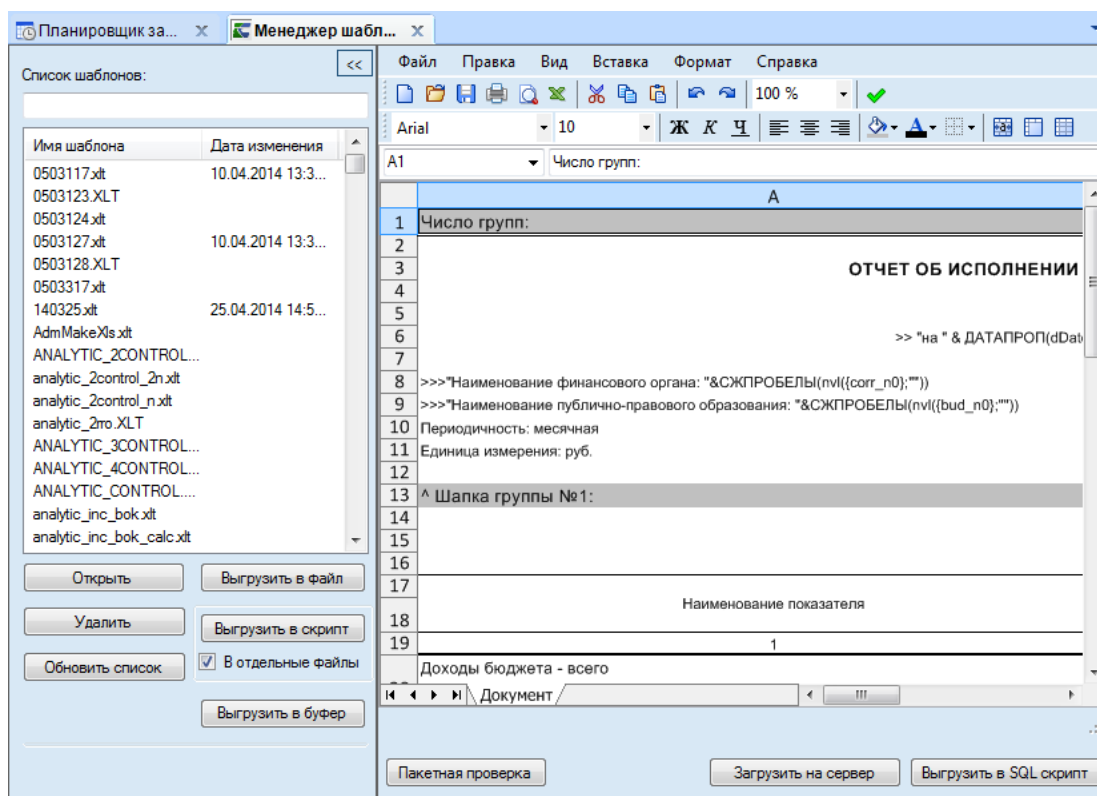 Планировщик за...
Менеджер шабл...
Список шаблонов:
<<
Имя шаблона Дата изменения
0503117.xlt 10.04.2014 13:3...
0503123.XLT
0503124.xlt
0503127.xlt 10.04.2014 13:3...
0503128.XLT
0503317.xlt
140325.xlt 25.04.2014 14:5...
AdmMakeXls.xlt
ANALYTIC_2CONTROL...
analytic_2control_2n.xlt
analytic_2control_n.xlt
analytic_2rro.XLT
ANALYTIC_3CONTROL...
ANALYTIC_4CONTROL...
ANALYTIC_CONTROL....
analytic_inc_bok.xlt
analytic_inc_bok_calc.xlt
Открыть Выгрузить в файл
Удалить Выгрузить в скрипт
Обновить список В отдельные файлы
Выгрузить в буфер
Файл Правка Вид Вставка Формат Справка
100 %
Arial 10 Ж К Ч А
A1 Число групп:
A
1 Число групп:
2
3 ОТЧЕТ ОБ ИСПОЛНЕНИИ
4
5
6 >> "на " & ДАТАПРОП(dDat
7
8 >>>"Наименование финансового органа: "&СЖПРОБЕЛЫ(nvl({corr_n0};""))
9 >>>"Наименование публично-правового образования: "&СЖПРОБЕЛЫ(nvl({bud_n0};""))
10 Периодичность: месячная
11 Единица измерения: руб.
12
13 ^ Шапка группы №1:
14
15
16
17
18 Наименование показателя
19 1
Доходы бюджета - всего
Документ
Пакетная проверка Загрузить на сервер Выгрузить в SQL скрипт